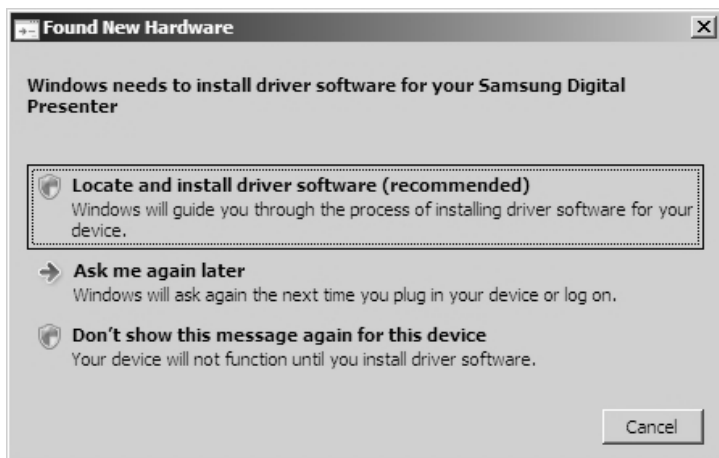 Found New Hardware
Windows needs to install driver software for your Samsung Digital
Presenter
Locate and install driver software (recommended)
Windows will guide you through the process of installing driver software for your
device.
Ask me again later
Windows will ask again the next time you plug in your device or log on.
Don't show this message again for this device
Your device will not function until you install driver software.
Cancel